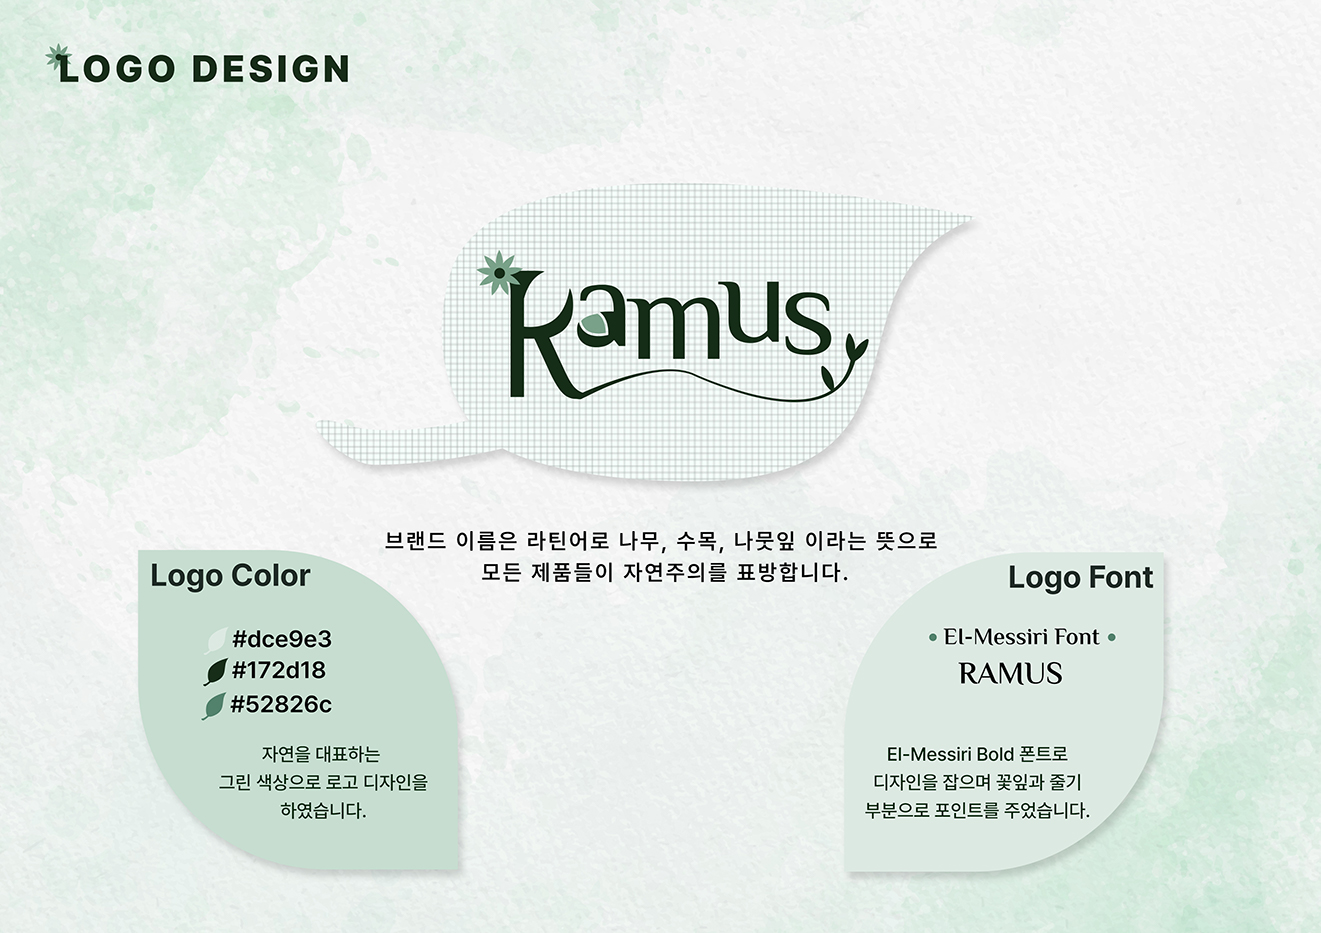 LOGO DESIGN
Ramus
브랜드 이름은 라틴어로 나무, 수목, 나뭇잎 이라는 뜻으로
모든 제품들이 자연주의를 표방합니다.
Logo Color
#dce9e3
#172d18
#52826c
자연을 대표하는
그린 색상으로 로고 디자인을
하였습니다.
Logo Font
• El-Messiri Font •
RAMUS
El-Messiri Bold 폰트로
디자인을 잡으며 꽃잎과 줄기
부분으로 포인트를 주었습니다.